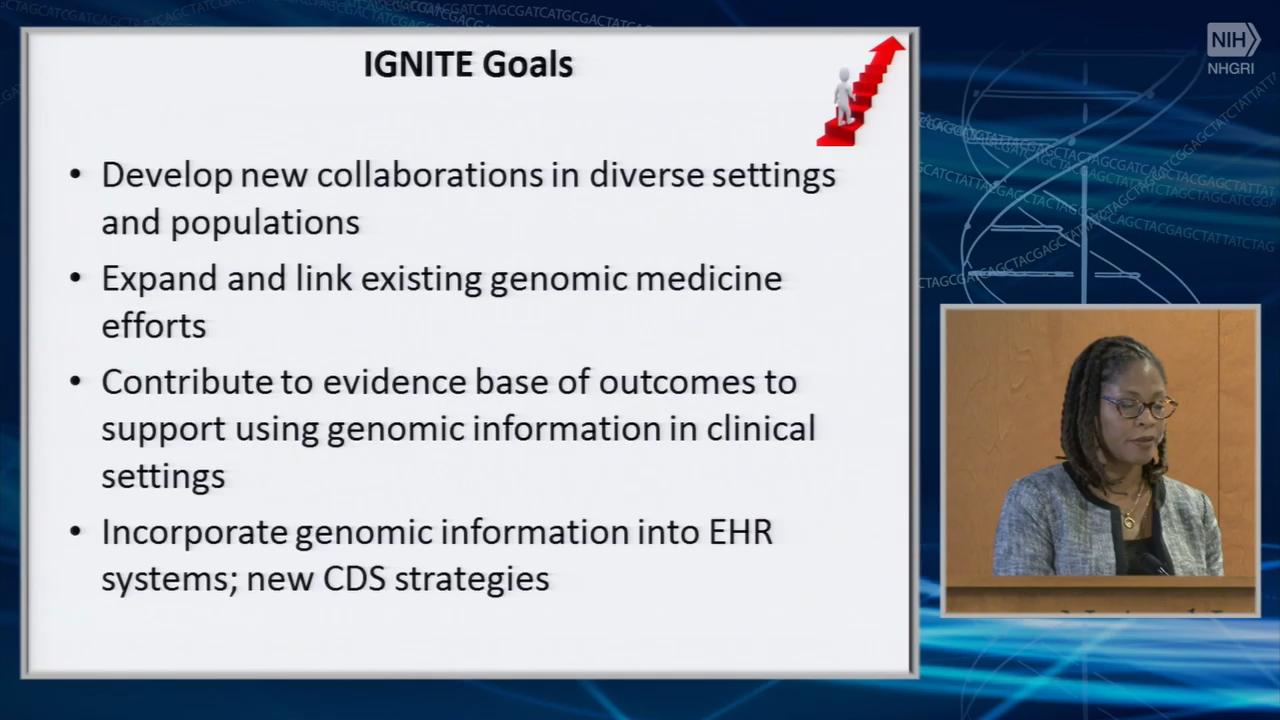 IGNITE Goals
• Develop new collaborations in diverse settings
and populations
• Expand and link existing genomic medicine
efforts
• Contribute to evidence base of outcomes to
support using genomic information in clinical
settings
• Incorporate genomic information into EHR
systems; new CDS strategies
NIH
NHGRI